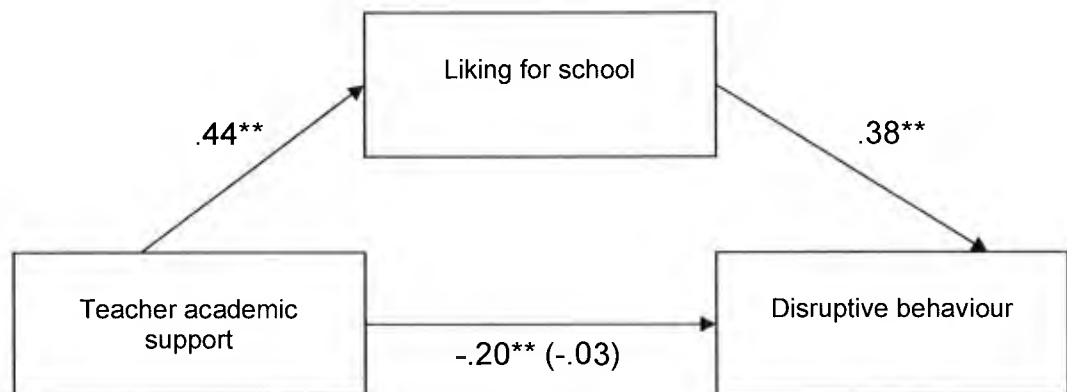 Liking for school
.44**
.38**
Teacher academic
support
Disruptive behaviour
-.20** (-.03)